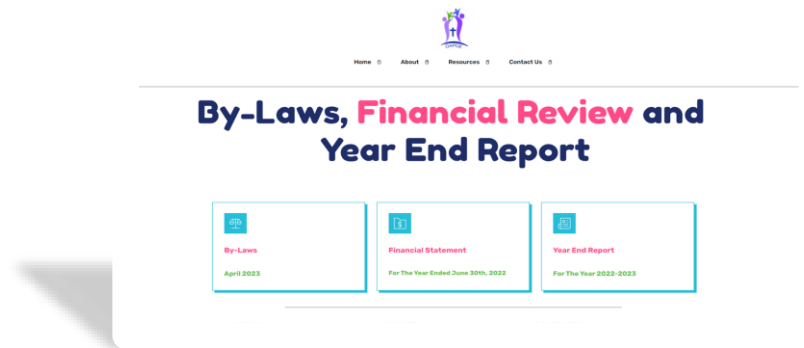 Home About Resources Contact Us
By-Laws, Financial Review and
Year End Report
By-Laws
April 2023
Financial Statement
For The Year Ended June 30th, 2022
Year End Report
For The Year 2022-2023